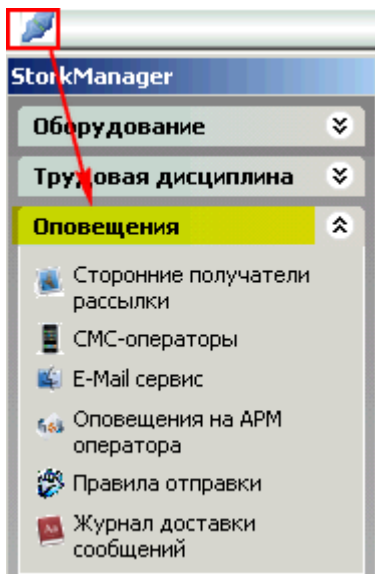 StorkManager
Оборудование
Трудовая дисциплина
Оповещения
Сторонние получатели
рассылки
СМС-операторы
E-Mail сервис
Оповещения на АРМ
оператора
Правила отправки
Журнал доставки
сообщений